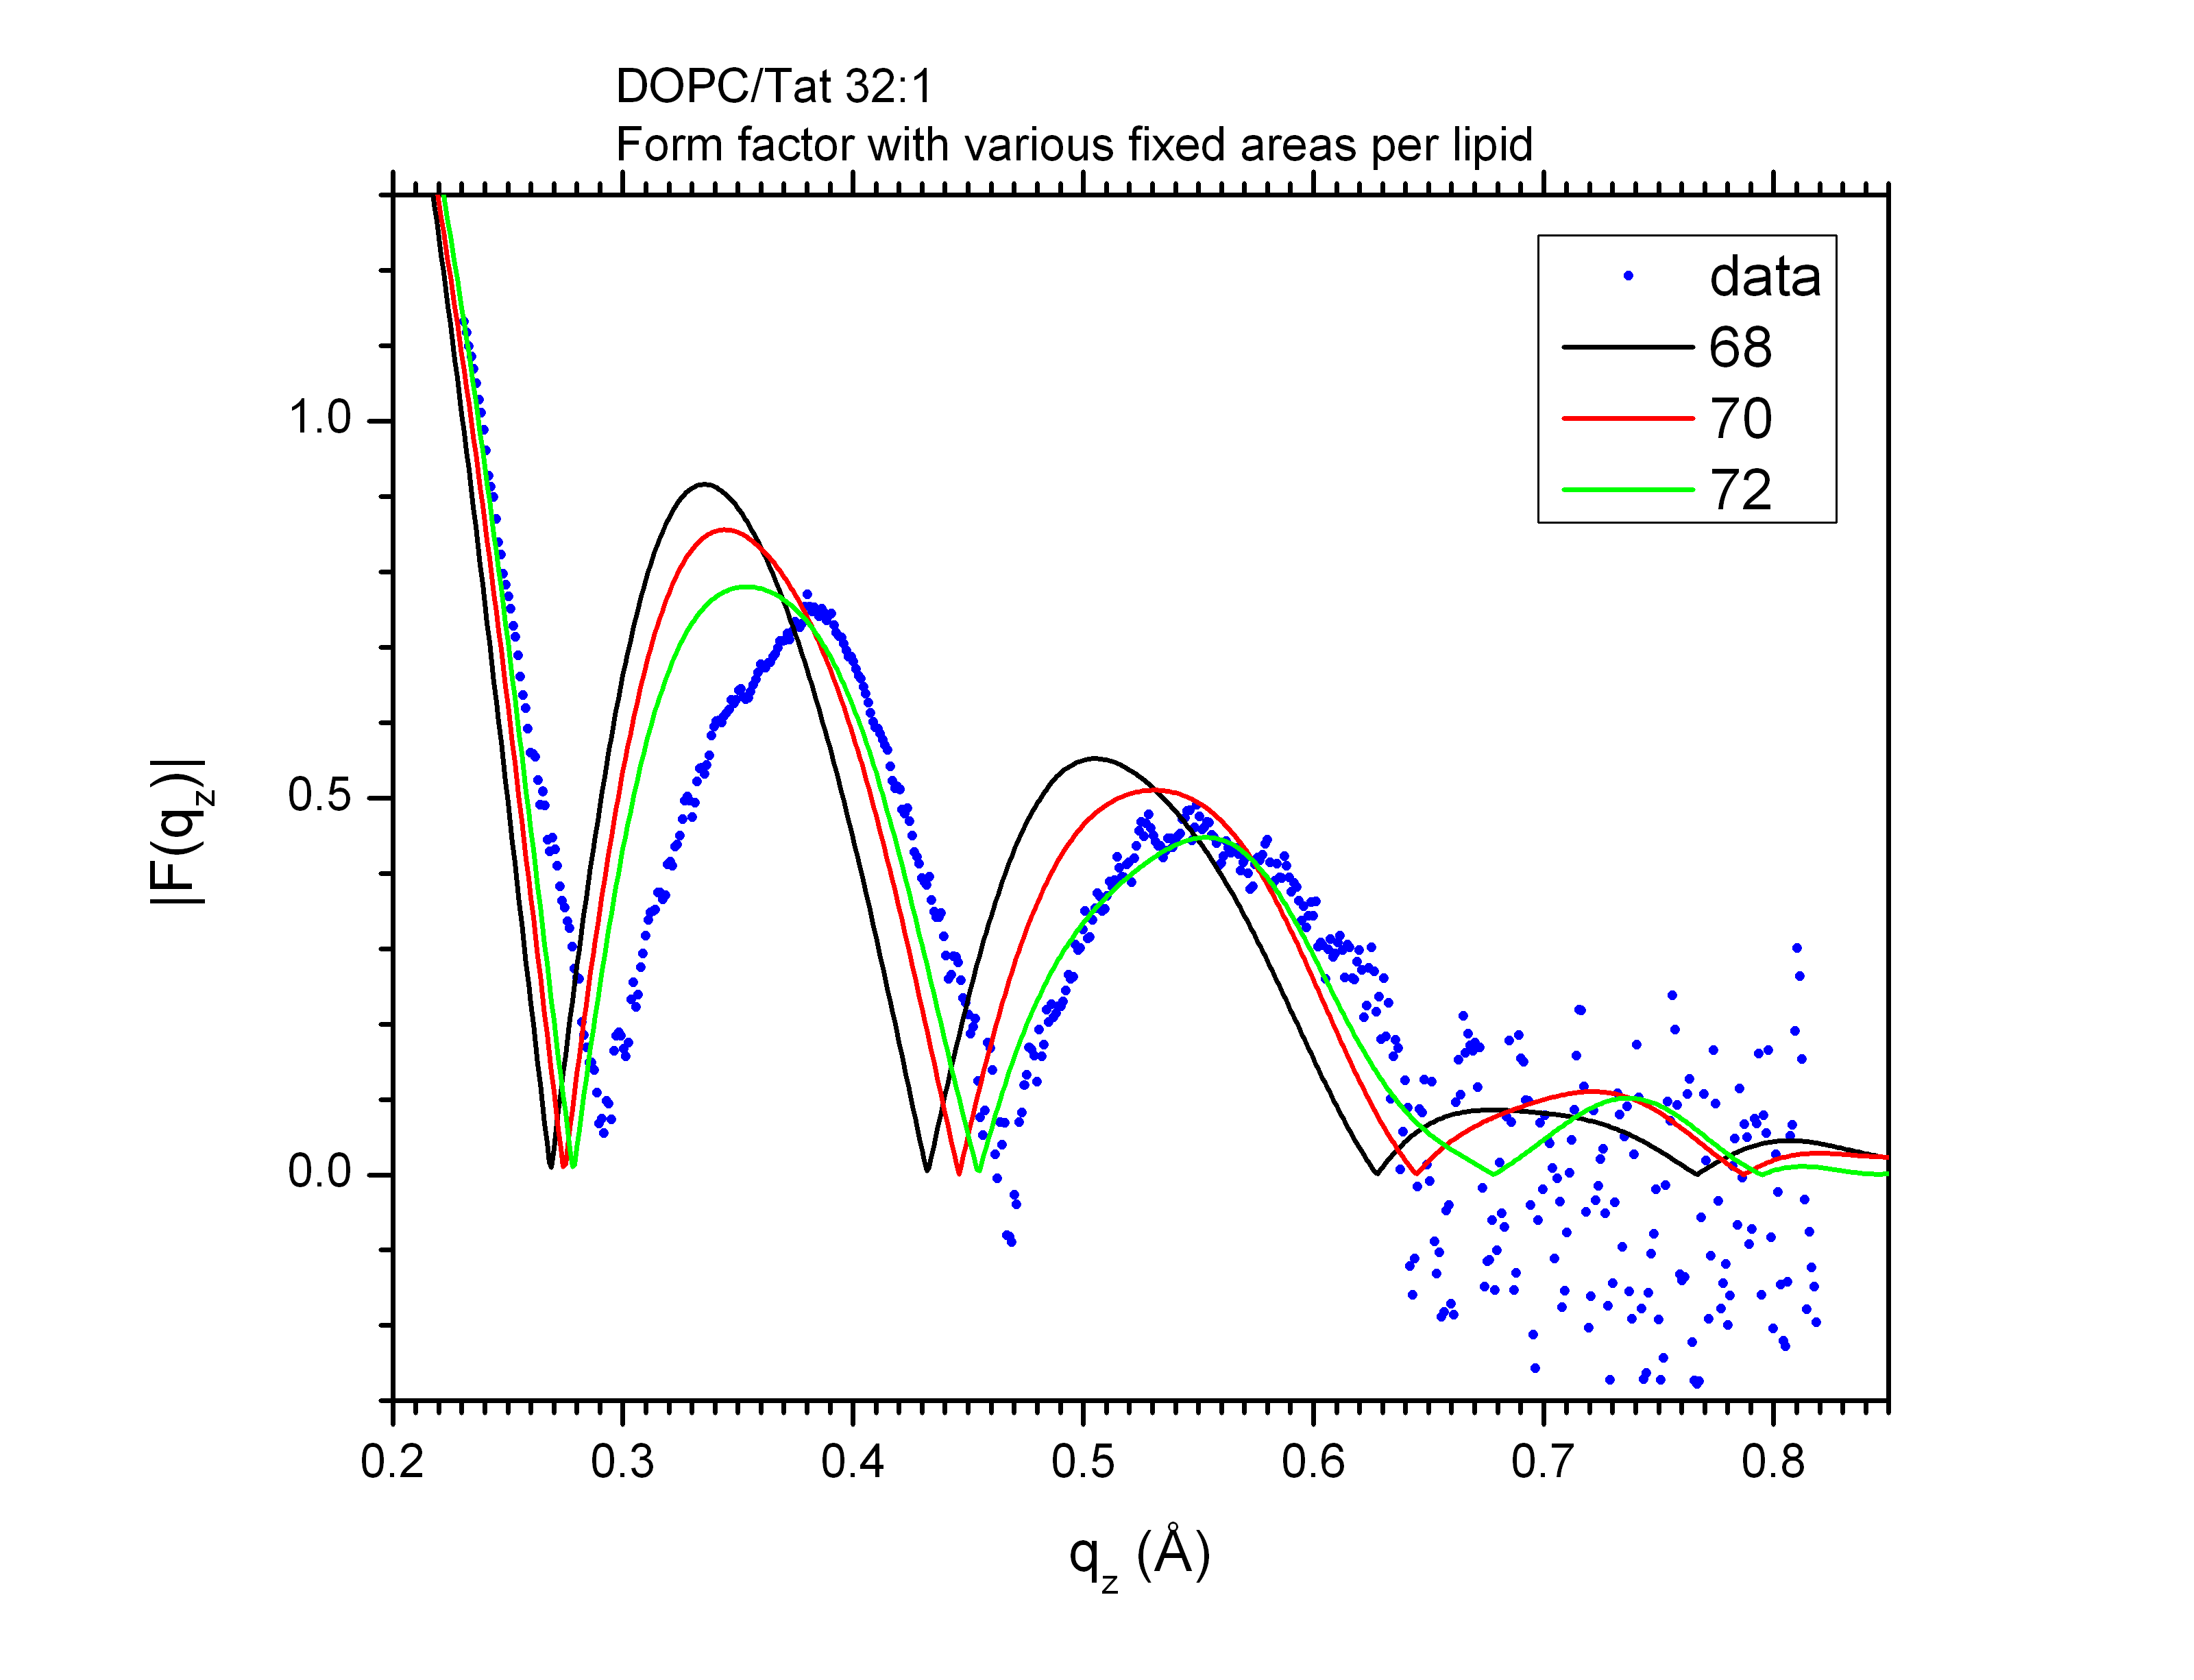 DOPC/Tat 32:1
Form factor with various fixed areas per lipid
data
68
70
72
1.0
0.5
0.0
|F(qz)|
0.2 0.3 0.4 0.5 0.6 0.7 0.8
qz (Å)